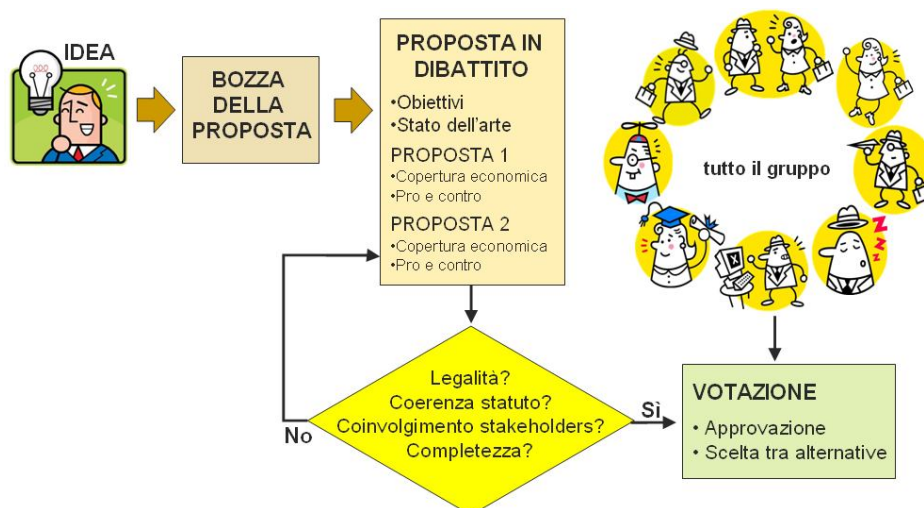 IDEA
BOZZA
DELLA
PROPOSTA
PROPOSTA IN
DIBATTITO
•Obiettivi
•Stato dell'arte
PROPOSTA 1
•Copertura economica
•Pro e contro
PROPOSTA 2
•Copertura economica
•Pro e contro
tutto il gruppo
Z
Z
Z
X
Legalità?
Coerenza statuto?
Coinvolgimento stakeholders?
Completezza?
No
Sì
VOTAZIONE
• Approvazione
• Scelta tra alternative